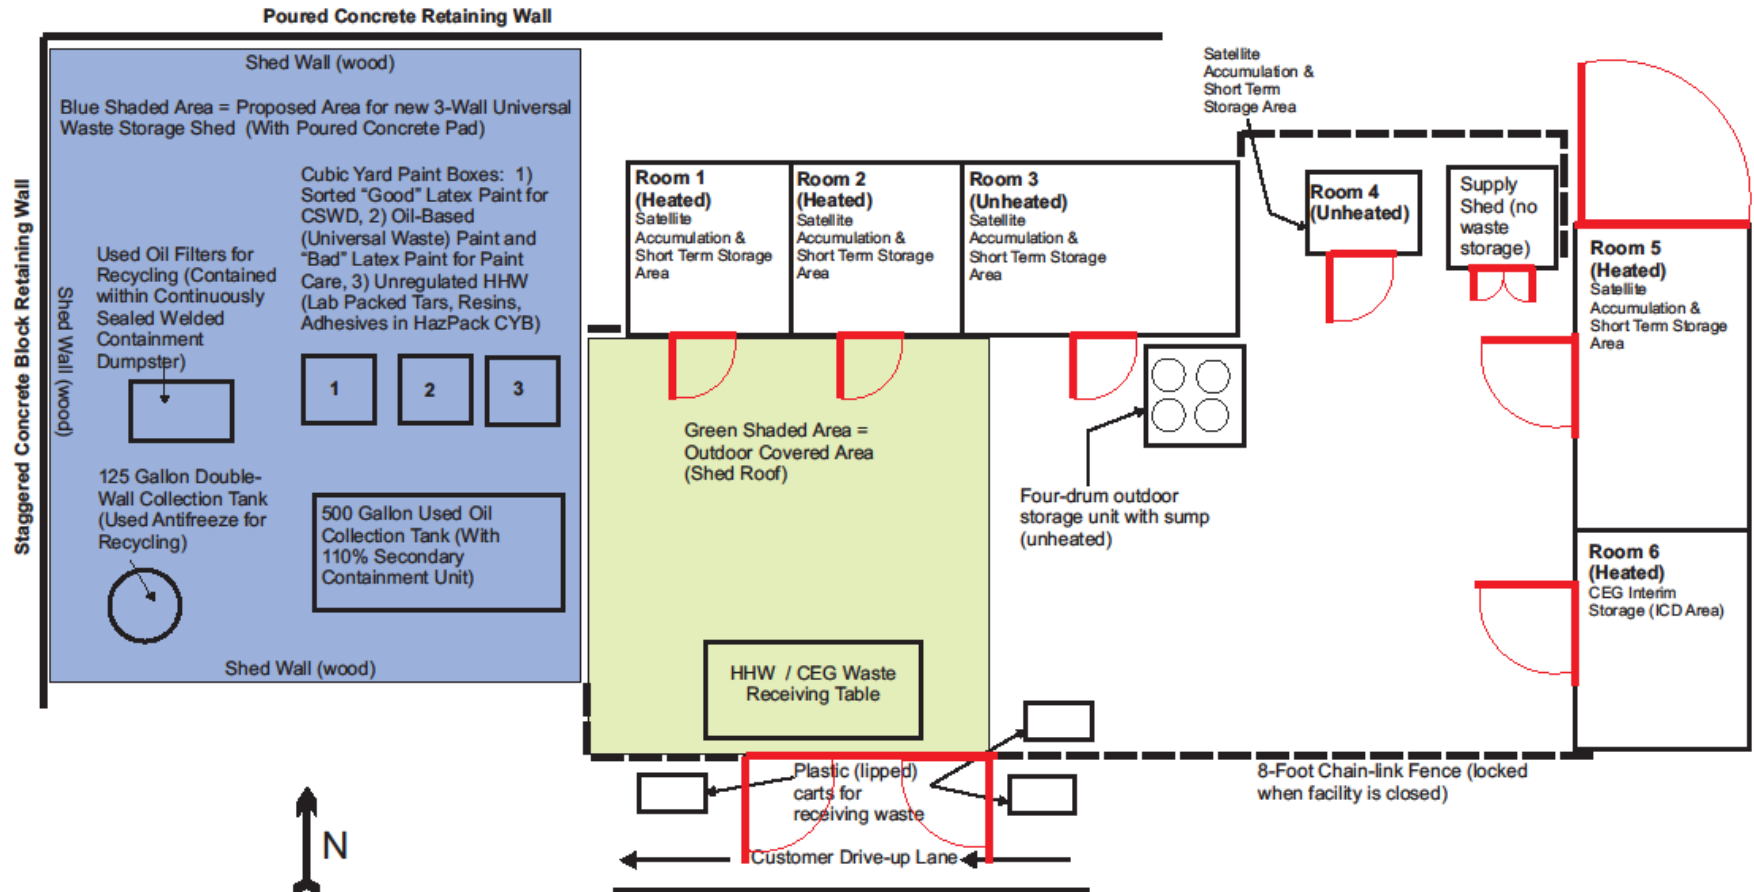 Poured Concrete Retaining Wall
Staggered Concrete Block Retaining Wall
Shed Wall (wood)
Blue Shaded Area = Proposed Area for new 3-Wall Universal
Waste Storage Shed (With Poured Concrete Pad)
Cubic Yard Paint Boxes: 1)
Sorted “Good” Latex Paint for
CSWD, 2) Oil-Based
(Universal Waste) Paint and
“Bad” Latex Paint for Paint
Care, 3) Unregulated HHW
(Lab Packed Tars, Resins,
Adhesives in HazPack CYB)
Used Oil Filters for
Recycling (Contained
within Continuously
Sealed Welded
Containment
Dumpster)
Shed Wall (wood)
1
2
3
125 Gallon Double-
Wall Collection Tank
(Used Antifreeze for
Recycling)
500 Gallon Used Oil
Collection Tank (With
110% Secondary
Containment Unit)
Shed Wall (wood)
Room 1
(Heated)
Satellite
Accumulation &
Short Term Storage
Area
Room 2
(Heated)
Satellite
Accumulation &
Short Term Storage
Area
Room 3
(Unheated)
Satellite
Accumulation &
Short Term Storage
Area
Satellite
Accumulation &
Short Term
Storage Area
Room 4
(Unheated)
Supply
Shed (no
waste
storage)
Room 5
(Heated)
Satellite
Accumulation &
Short Term Storage
Area
Room 6
(Heated)
CEG Interim
Storage (ICD Area)
Green Shaded Area =
Outdoor Covered Area
(Shed Roof)
Four-drum outdoor
storage unit with sump
(unheated)
HHW / CEG Waste
Receiving Table
Plastic (lipped)
carts for
receiving waste
8-Foot Chain-link Fence (locked
when facility is closed)
Customer Drive-up Lane
N